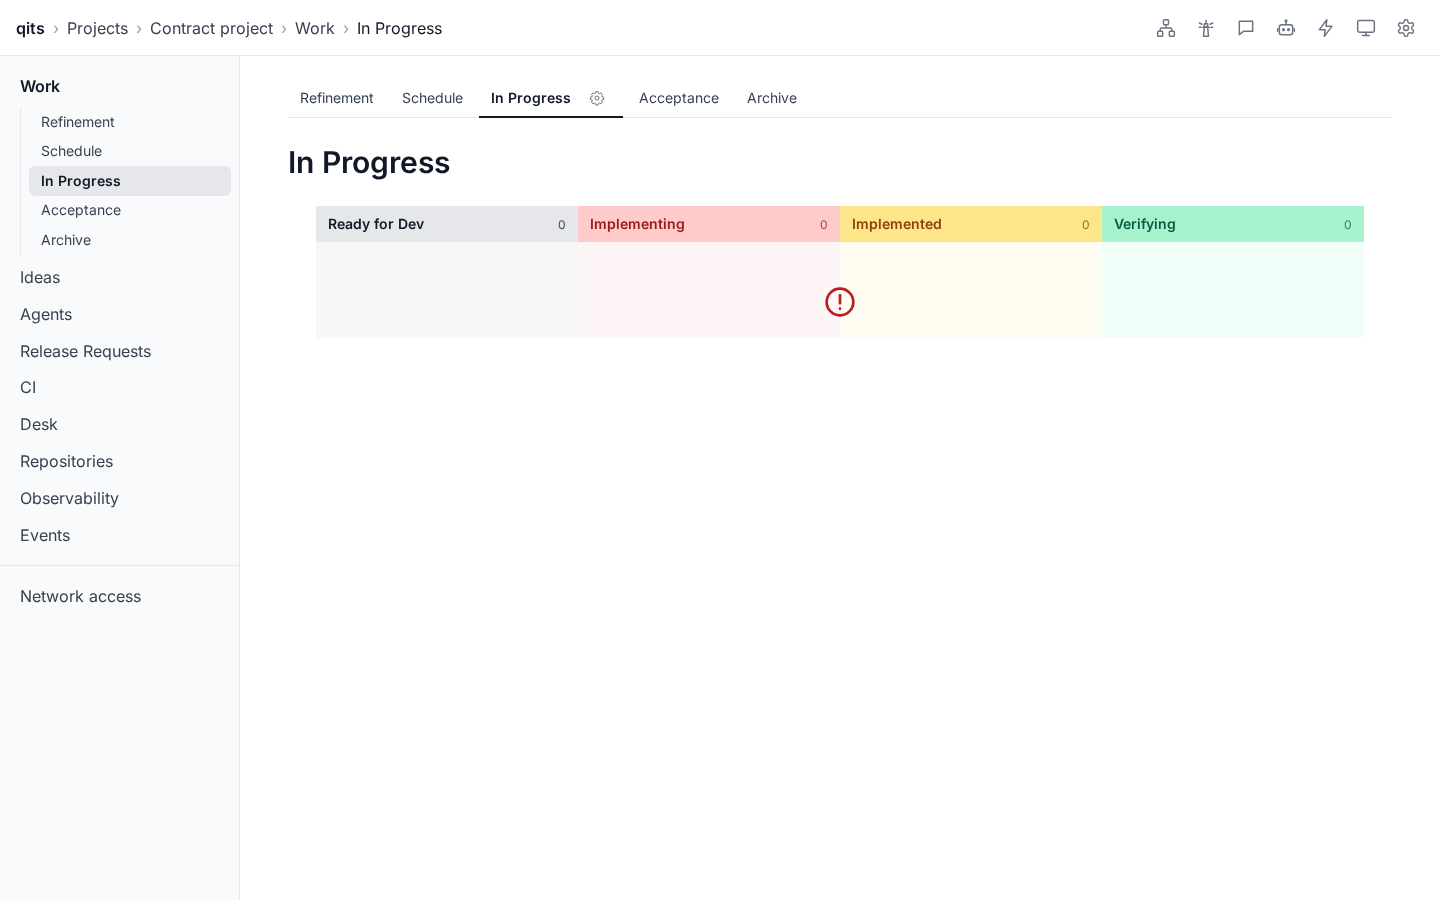 qits › Projects › Contract project › Work › In Progress
Work
Refinement
Schedule
In Progress
Acceptance
Archive
Ideas
Agents
Release Requests
CI
Desk
Repositories
Observability
Events
Network access
Refinement Schedule In Progress Acceptance Archive
In Progress
Ready for Dev 0 Implementing 0 Implemented 0 Verifying 0